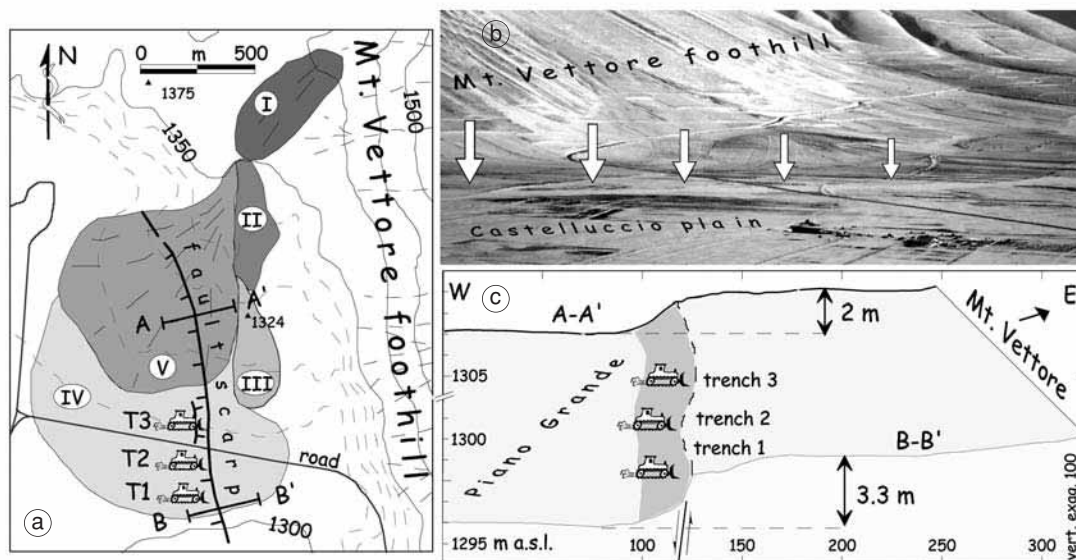 N
0 m 500
1375
1350
1500
Mt. Vettore foothill
I
II
fault scarp
A A'
1324
V
III
IV
T3
T2
road
T1
B B'
1300
a
b
Mt. Vettore foothill
Castelluccio plain
c
W
A-A'
E
2 m
Mt. Vettore
1305
trench 3
Piano Grande
trench 2
1300
trench 1
B-B'
3.3 m
vert. exag. 100
1295 m a.s.l.
100
200
300